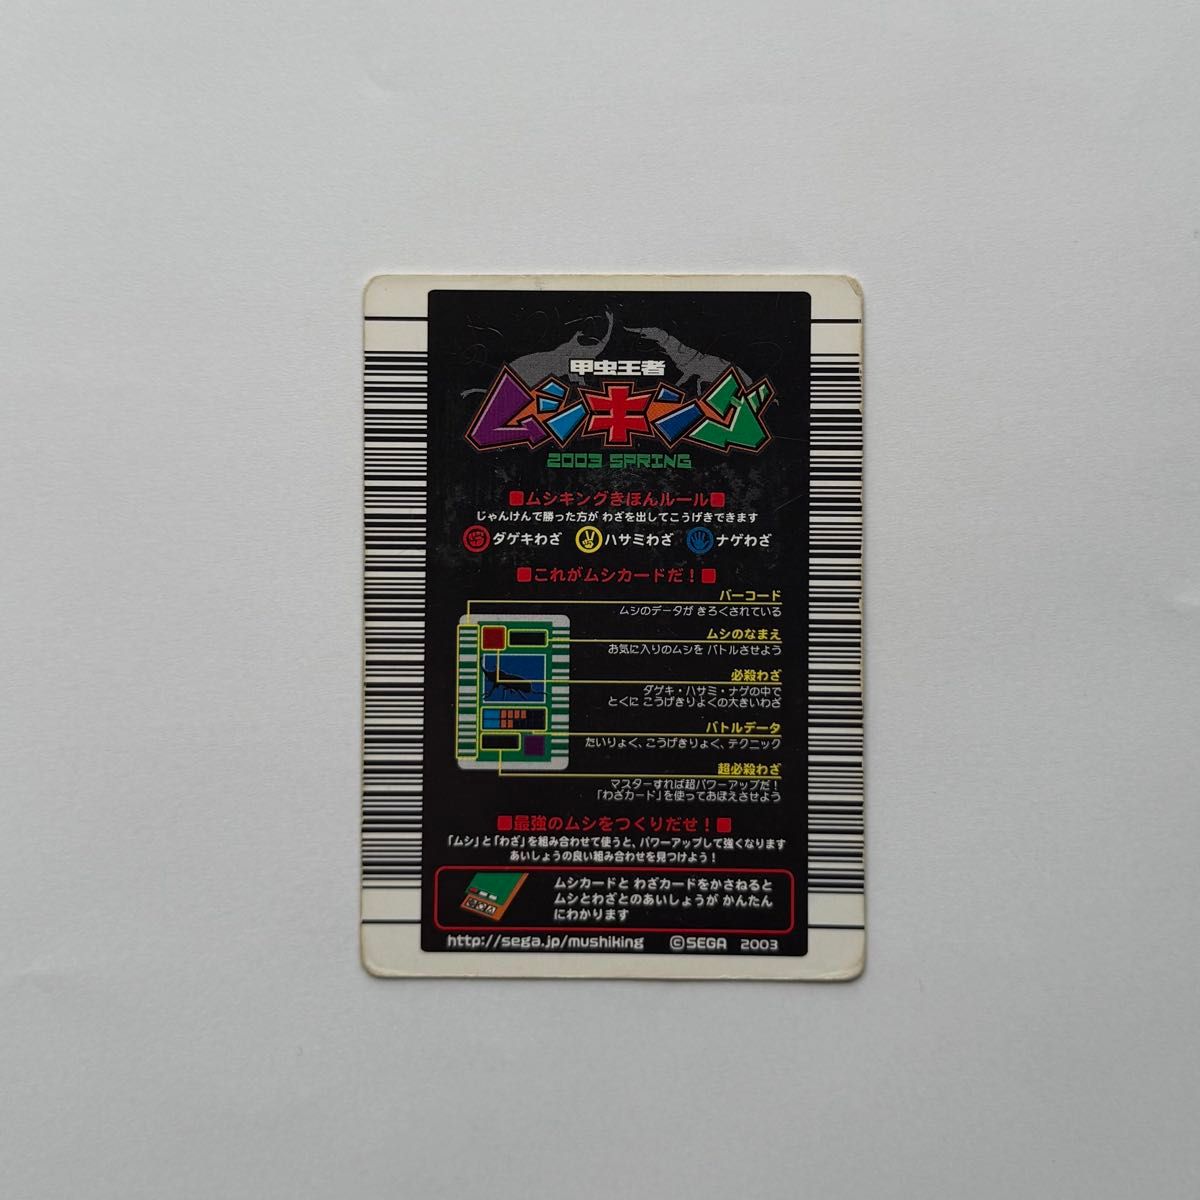 甲虫王者
ムシキング
2003 SPRING
■ムシキングきほんルール■
じゃんけんで勝った方が わざを出してこうげきできます
ダゲキわざ ハサミわざ ナゲわざ
■これがムシカードだ！■
バーコード
ムシのデータが きろくされている
ムシのなまえ
お気に入りのムシを バトルさせよう
必殺わざ
ダゲキ・ハサミ・ナゲの中で
とくに こうげきりょくの大きいわざ
バトルデータ
たいりょく、こうげきりょく、テクニック
超必殺わざ
マスターすれば超パワーアップだ！
「わざカード」を使っておぼえさせよう
■最強のムシをつくりだせ！■
「ムシ」と「わざ」を組み合わせて使うと、パワーアップして強くなります
あいしょうの良い組み合わせを見つけよう！
ムシカードと わざカードをかさねると
ムシとわざとのあいしょうが かんたん
にわかります
http://sega.jp/mushiking ©SEGA 2003